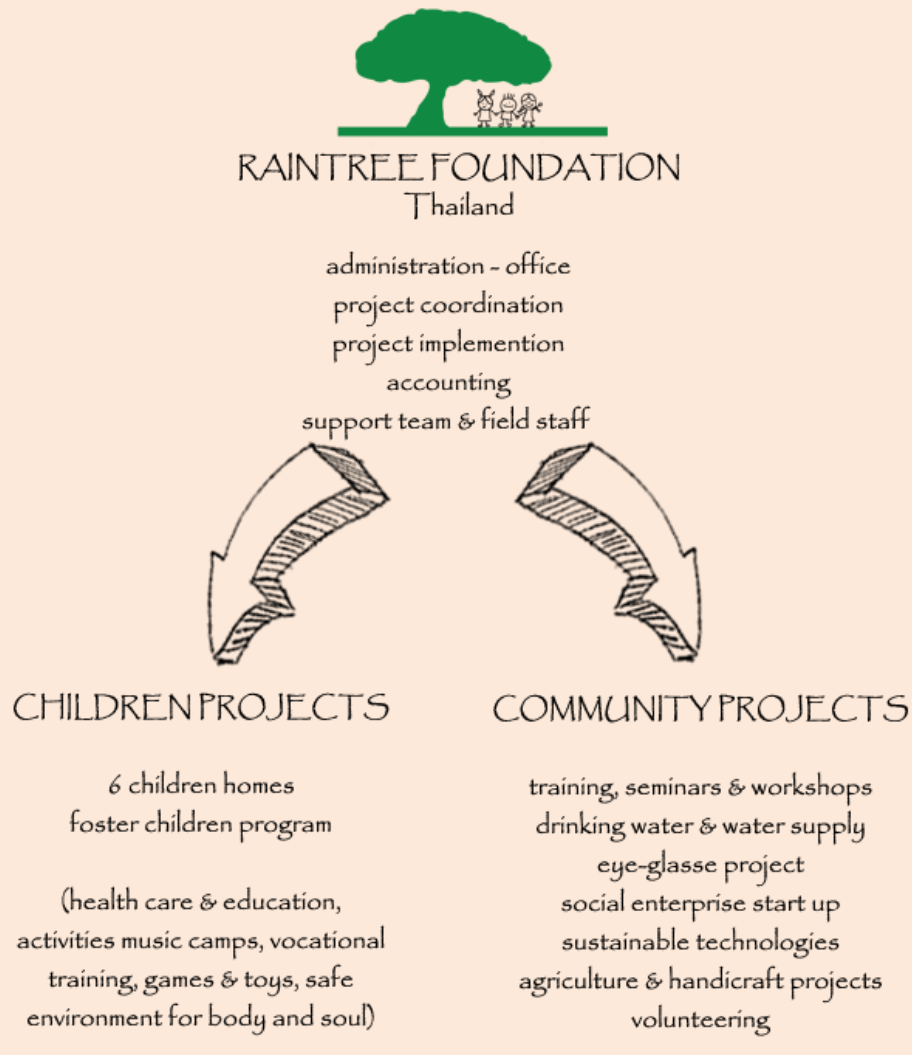 RAINTREE FOUNDATION
Thailand
administration - office
project coordination
project implemention
accounting
support team & field staff
CHILDREN PROJECTS
6 children homes
foster children program
(health care & education,
activities music camps, vocational
training, games & toys, safe
environment for body and soul)
COMMUNITY PROJECTS
training, seminars & workshops
drinking water & water supply
eye-glasse project
social enterprise start up
sustainable technologies
agriculture & handicraft projects
volunteering